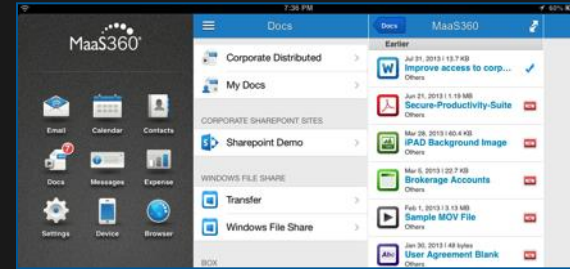 7:36 PM
60%
MaaS360
Email
Calendar
Contacts
7
Docs
Messages
Expense
Settings
Device
Browser
Docs
Corporate Distributed
My Docs
CORPORATE SHAREPOINT SITES
Sharepoint Demo
WINDOWS FILE SHARE
Transfer
Windows File Share
BOX
Docs
MaaS360
Earlier
Jul 31, 2013 | 13.7 KB
Improve access to corp...
Others
Jun 21, 2013 | 1.19 MB
Secure-Productivity-Suite
NEW
Others
Mar 28, 2013 | 60.4 KB
iPAD Background Image
NEW
Others
Mar 5, 2013 | 22.7 KB
Brokerage Accounts
NEW
Others
Feb 1, 2013 | 3.13 MB
Sample MOV File
NEW
Others
Jan 30, 2013 | 48 bytes
Abc
User Agreement Blank
NEW
Others